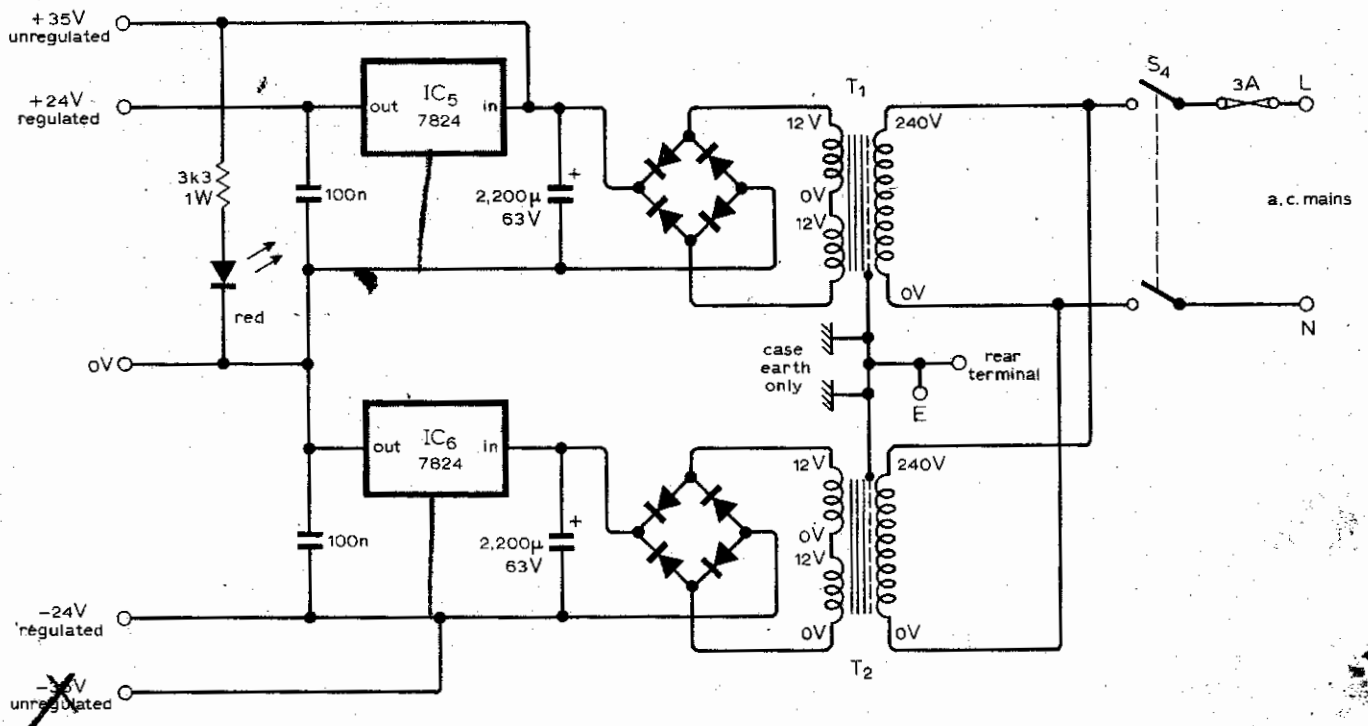 +35V
unregulated
+24V
regulated
out
IC5
in
7824
3k3
1W
100n
2,200μ
63V
+
red
0V
12V
0V
12V
T1
240V
0V
S4
3A
L
a.c. mains
N
case
earth
only
rear
terminal
E
out
IC6
in
7824
100n
2,200μ
63V
+
12V
0V
12V
0V
T2
240V
0V
-24V
regulated
-35V
unregulated